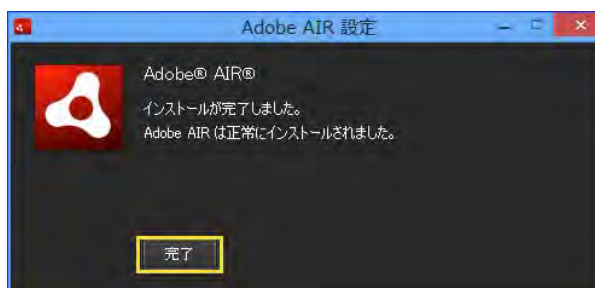 Adobe AIR 設定
Adobe® AIR®
インストールが完了しました。
Adobe AIR は正常にインストールされました。
完了